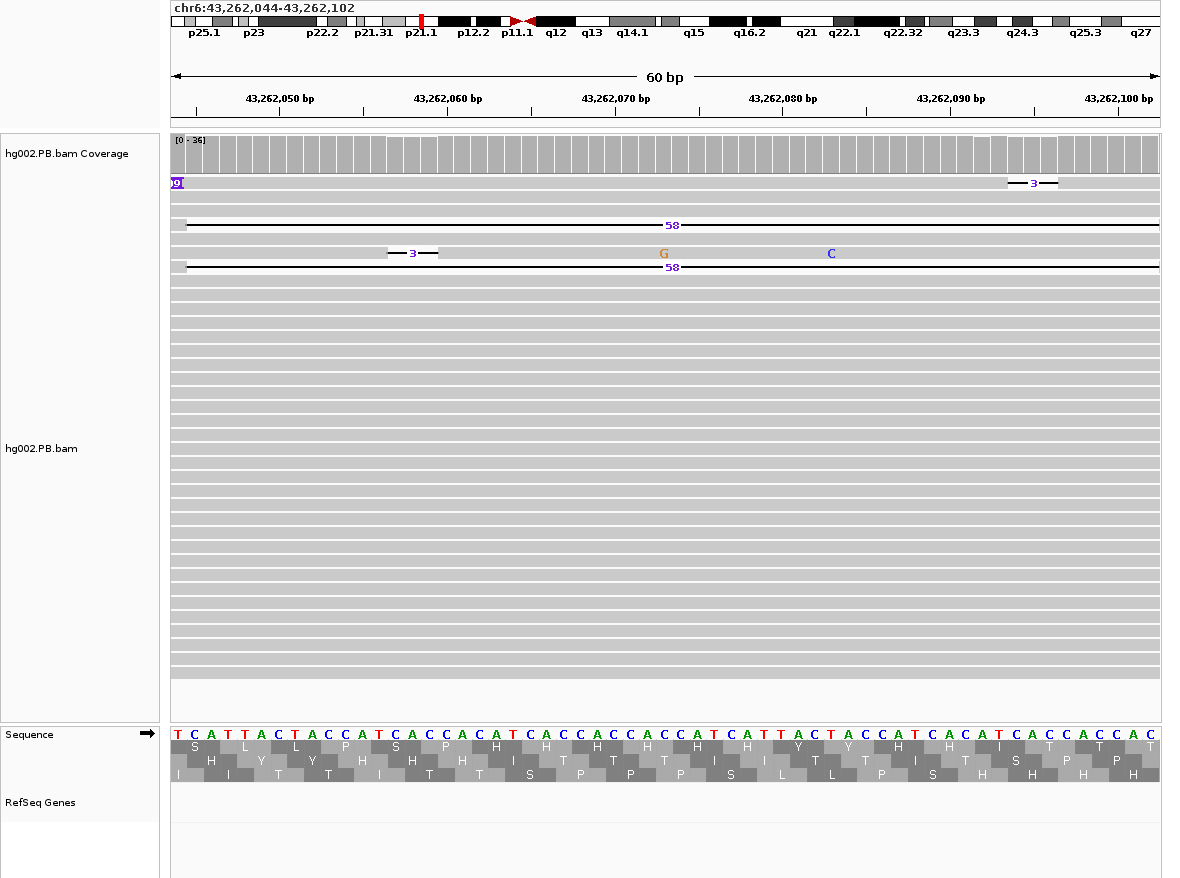 chr6:43,262,044-43,262,102
p25.1 p23 p22.2 p21.31 p21.1 p12.2 p11.1 q12 q13 q14.1 q15 q16.2 q21 q22.1 q22.32 q23.3 q24.3 q25.3 q27
60 bp
43,262,050 bp 43,262,060 bp 43,262,070 bp 43,262,080 bp 43,262,090 bp 43,262,100 bp
hg002.PB.bam Coverage
[0 - 36]
3
58
3 G C
58
hg002.PB.bam
Sequence
T C A T T A C T A C C A T C A C C A C A T C A C C A C C A C C A T C A T T A C T A C C A T C A C A T C A C C A C C A C
S L L P S P H H H H H H Y Y H H I T T T
H Y Y H H H I T T T I I T T I T S P P
I I T T I T T S P P P S L L P S H H H H
RefSeq Genes